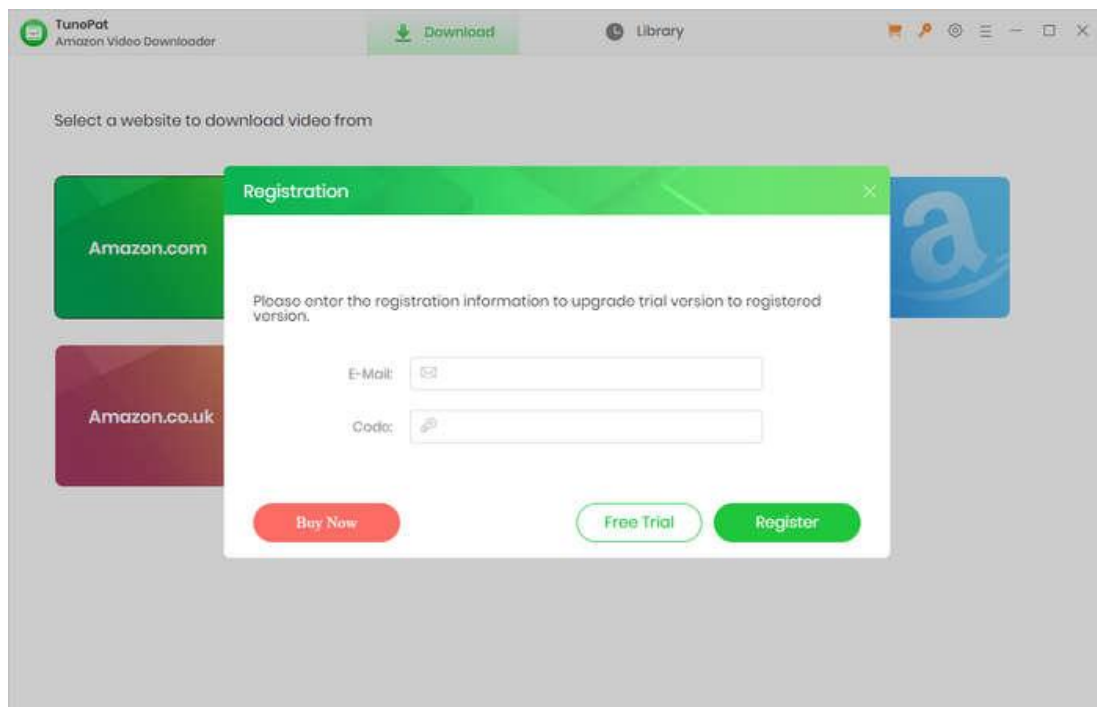 TunePat
Amazon Video Downloader
Download
Library
Select a website to download video from
Registration
Amazon.com
a
Please enter the registration information to upgrade trial version to registered
version.
E-Mail:
Amazon.co.uk
Code:
Buy Now
Free Trial
Register